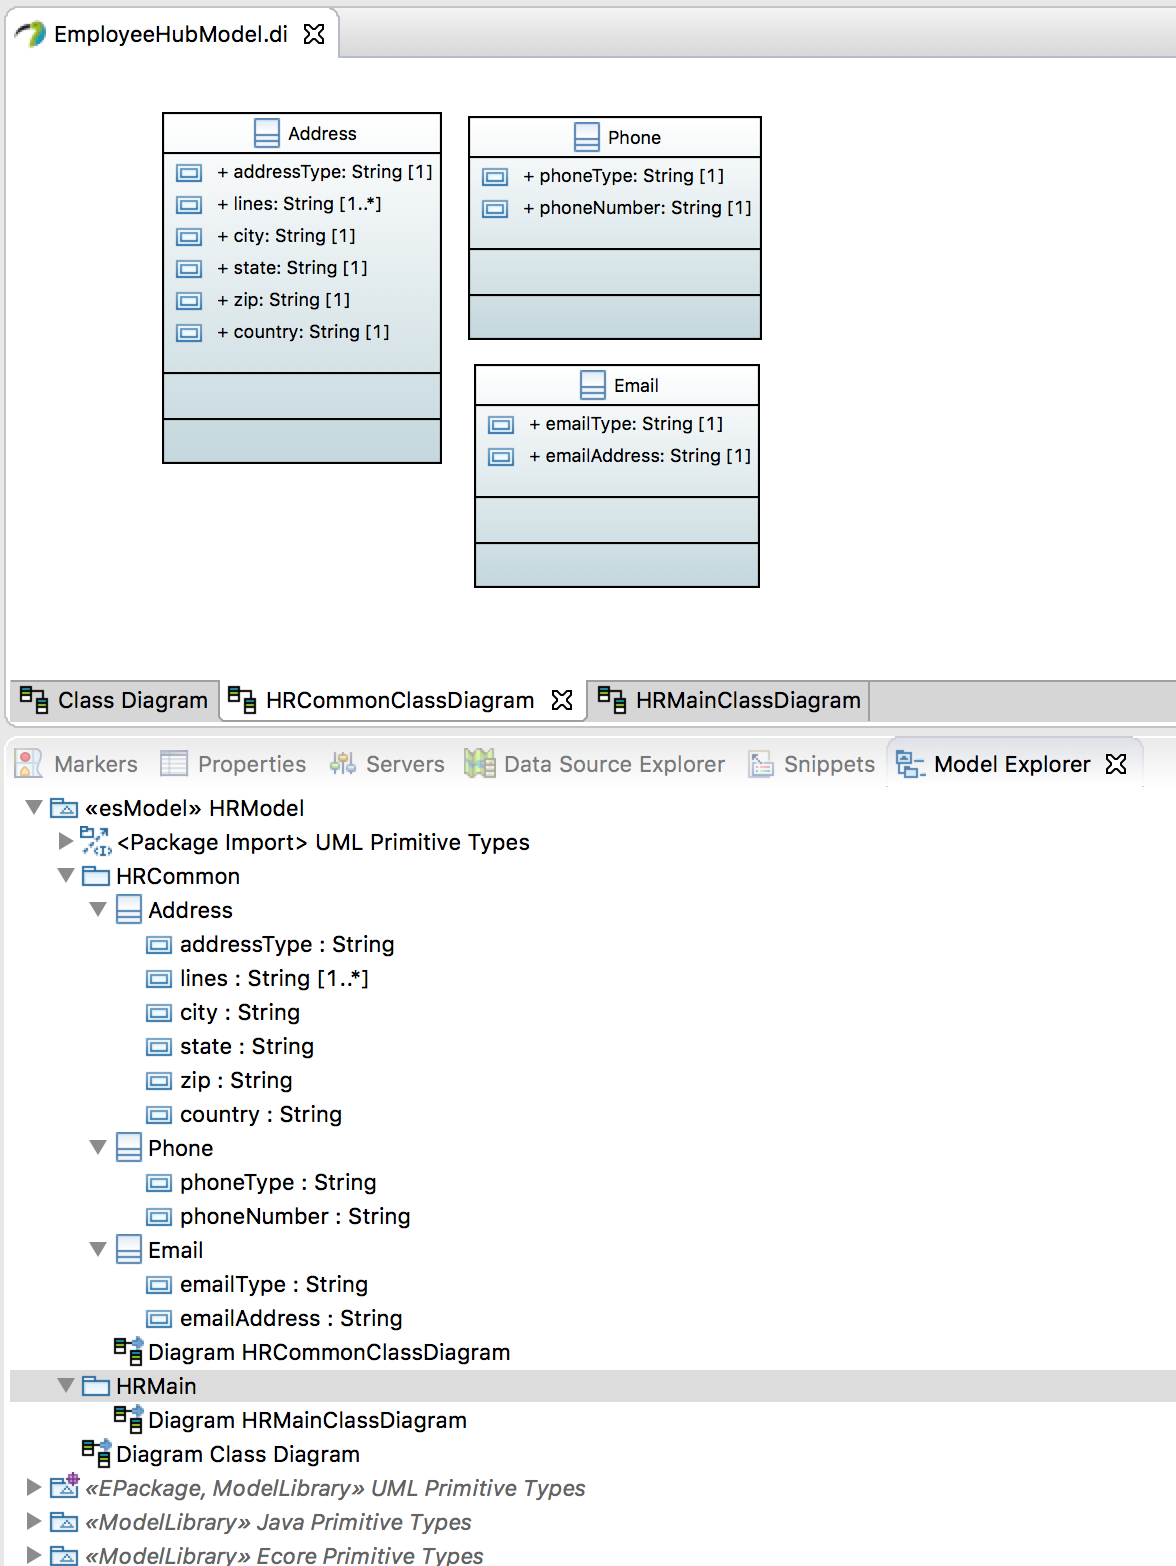 EmployeeHubModel.di
Address
+ addressType: String [1]
+ lines: String [1..*]
+ city: String [1]
+ state: String [1]
+ zip: String [1]
+ country: String [1]
Phone
+ phoneType: String [1]
+ phoneNumber: String [1]
Email
+ emailType: String [1]
+ emailAddress: String [1]
Class Diagram HRCommonClassDiagram HRMainClassDiagram
Markers Properties Servers Data Source Explorer Snippets Model Explorer
«esModel» HRModel
<Package Import> UML Primitive Types
HRCommon
Address
addressType : String
lines : String [1..*]
city : String
state : String
zip : String
country : String
Phone
phoneType : String
phoneNumber : String
Email
emailType : String
emailAddress : String
Diagram HRCommonClassDiagram
HRMain
Diagram HRMainClassDiagram
Diagram Class Diagram
«EPackage, ModelLibrary» UML Primitive Types
«ModelLibrary» Java Primitive Types
«ModelLibrary» Ecore Primitive Types